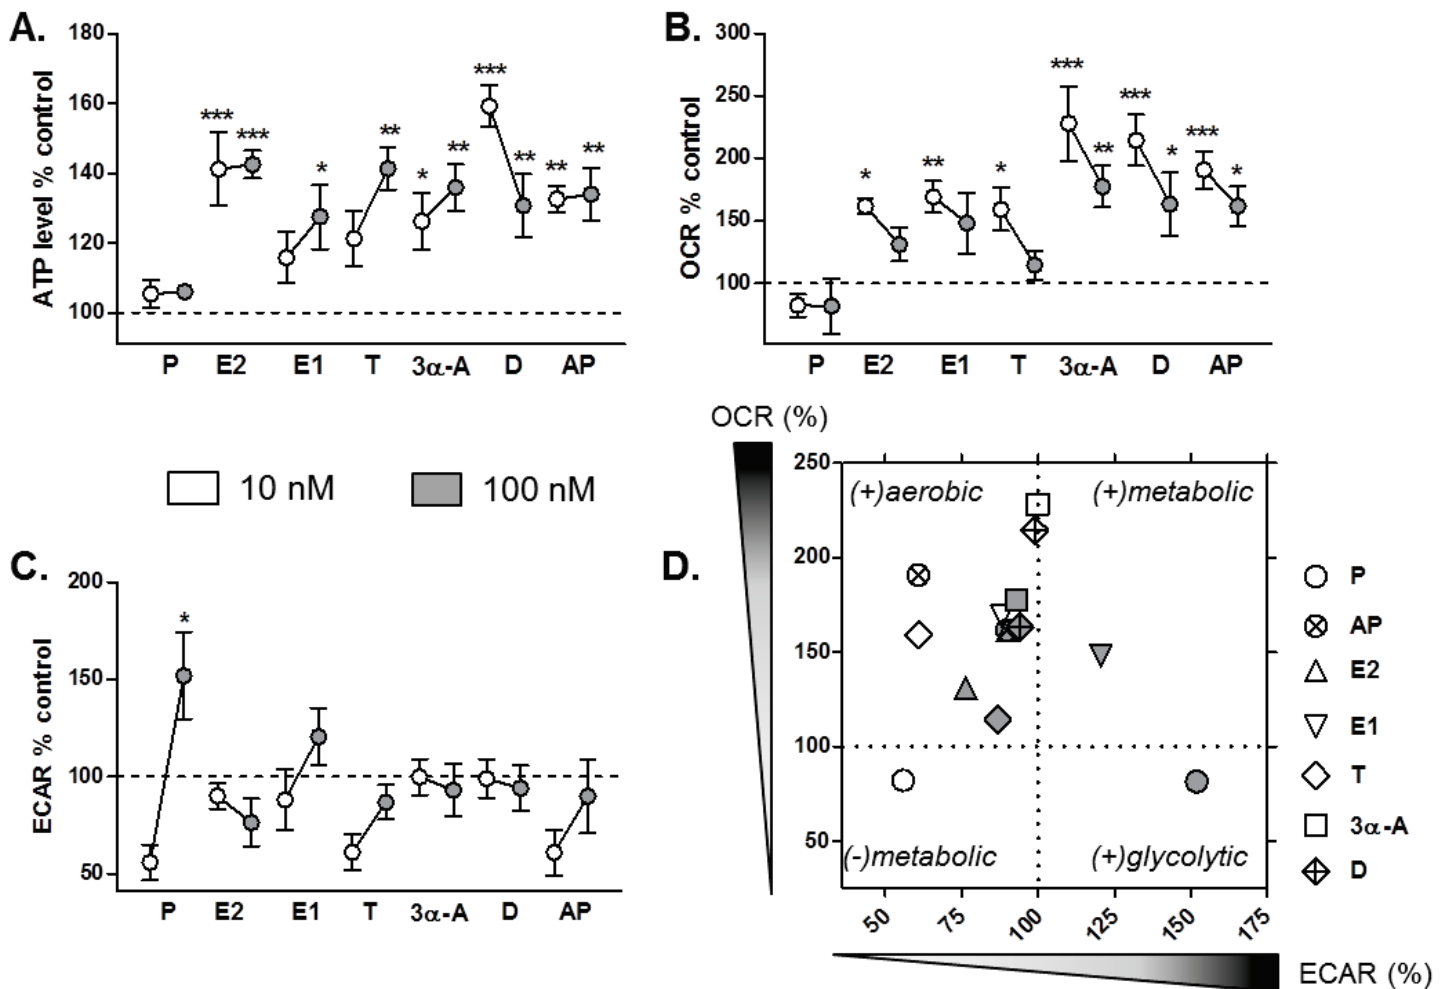 A.
ATP level % control
180
160
140
120
100
***
***
*
**
*
**
***
**
**
**
P E2 E1 T 3α-A D AP
B.
OCR % control
300
250
200
150
100
*
**
*
***
**
***
*
***
*
P E2 E1 T 3α-A D AP
10 nM 100 nM
C.
ECAR % control
200
150
100
50
*
P E2 E1 T 3α-A D AP
D.
OCR (%)
250
200
150
100
50
(+)aerobic (+)metabolic
(-)metabolic (+)glycolytic
50 75 100 125 150 175
ECAR (%)
P
AP
E2
E1
T
3α-A
D